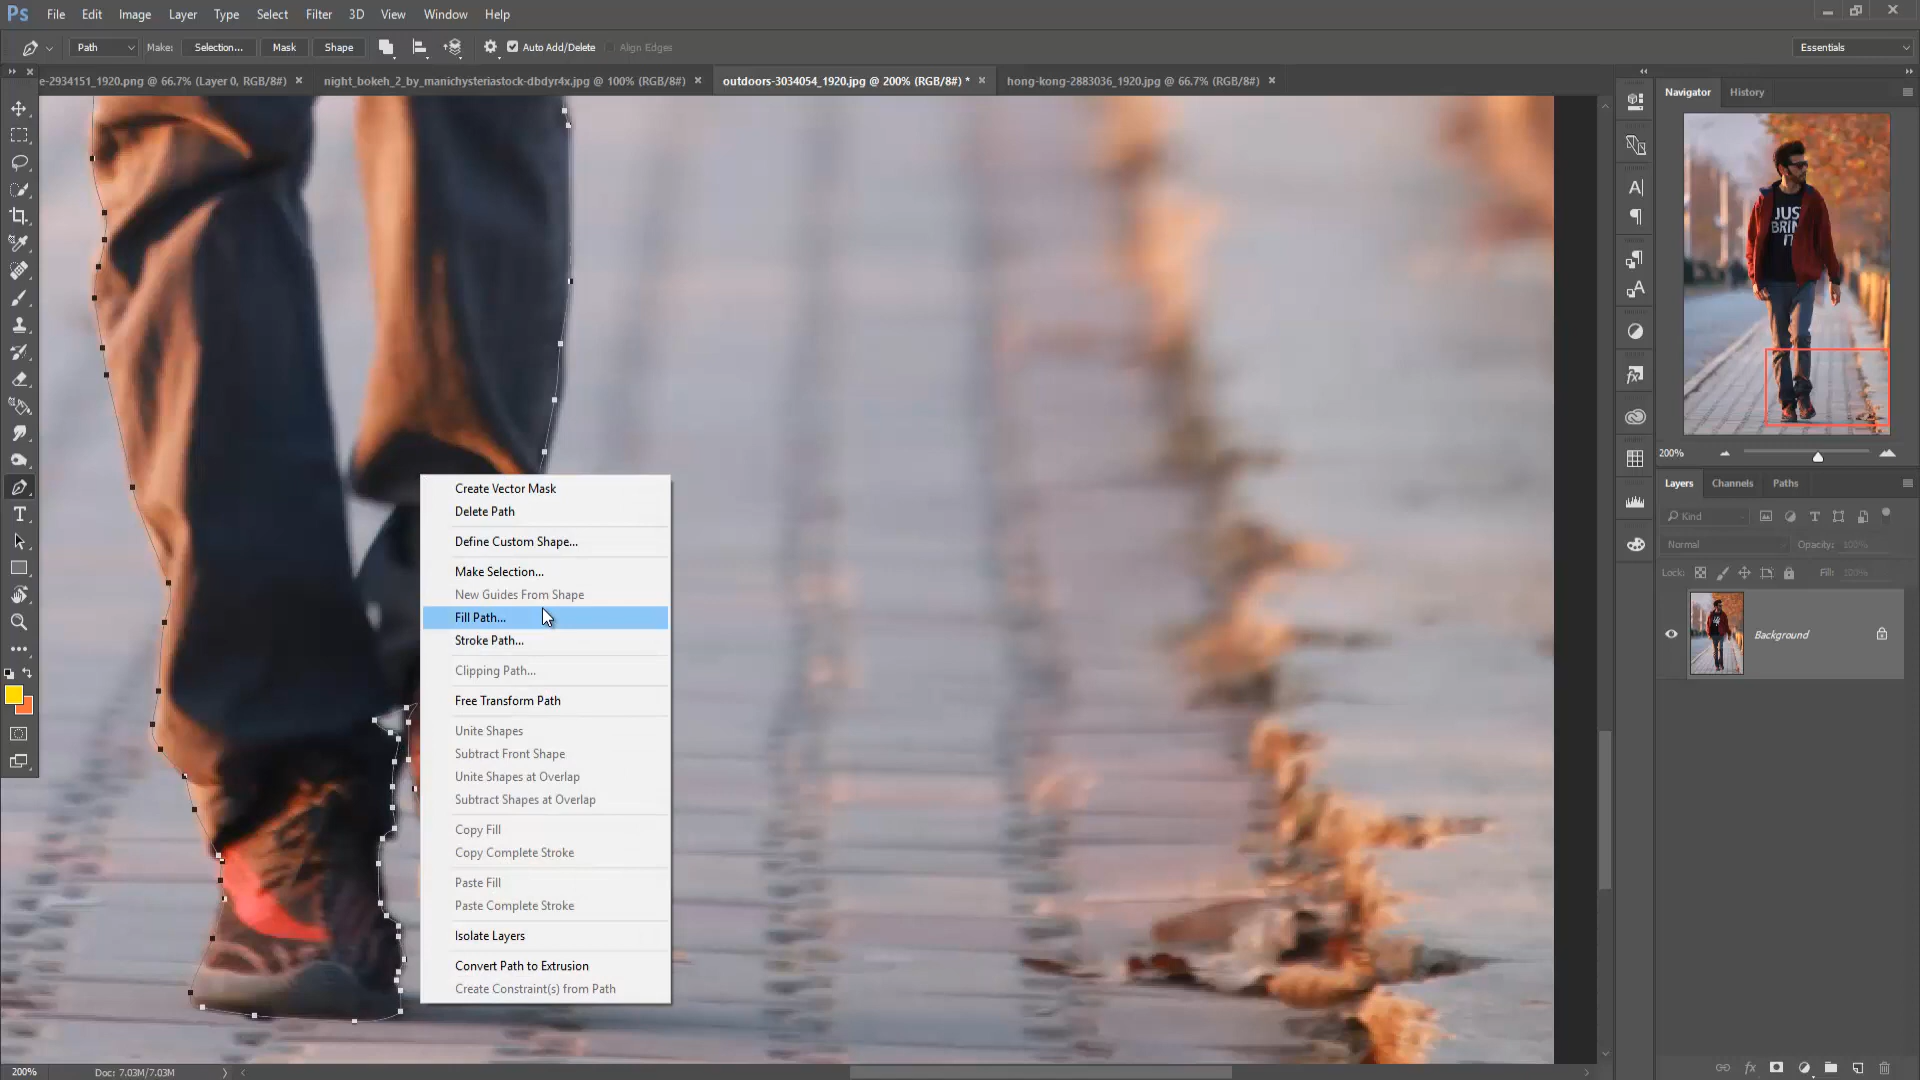 Ps File Edit Image Layer Type Select Filter 3D View Window Help
Path Make: Selection... Mask Shape Auto Add/Delete Align Edges Essentials
e-2934151_1920.png @ 66.7% (Layer 0, RGB/8#) × night_bokeh_2_by_manichysteriastock-dbdyr4x.jpg @ 100% (RGB/8#) × outdoors-3034054_1920.jpg @ 200% (RGB/8#) * × hong-kong-2883036_1920.jpg @ 66.7% (RGB/8#) ×
Navigator History
JUST
BRING
IT
200%
Layers Channels Paths
Kind
Normal Opacity: 100%
Lock: Fill: 100%
Background
Create Vector Mask
Delete Path
Define Custom Shape...
Make Selection...
New Guides From Shape
Fill Path...
Stroke Path...
Clipping Path...
Free Transform Path
Unite Shapes
Subtract Front Shape
Unite Shapes at Overlap
Subtract Shapes at Overlap
Copy Fill
Copy Complete Stroke
Paste Fill
Paste Complete Stroke
Isolate Layers
Convert Path to Extrusion
Create Constraint(s) from Path
200% Doc: 7.03M/7.03M